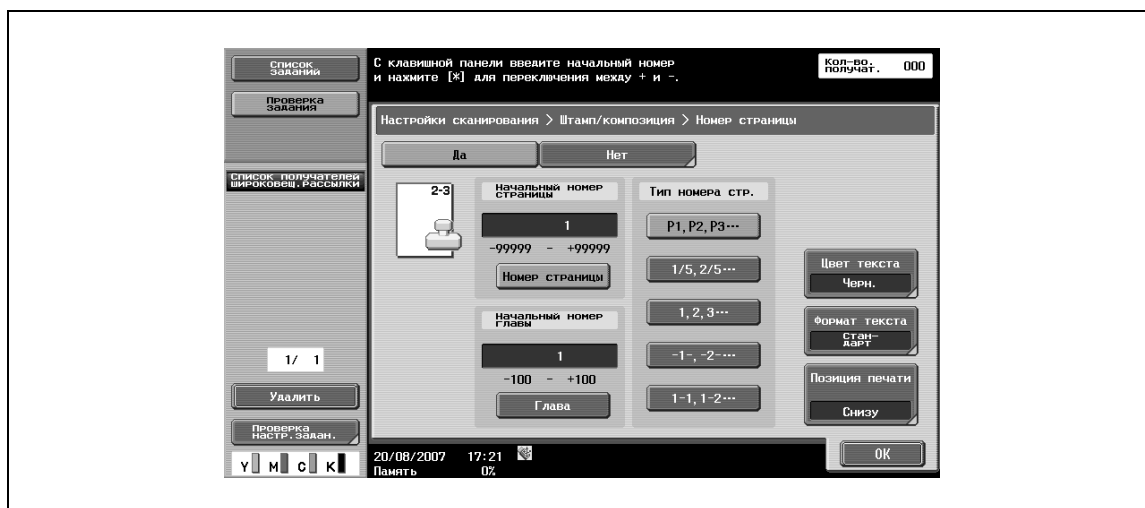 Список
заданий
Проверка
задания
Список получателей
широковещ.рассылки
1/ 1
Удалить
Проверка
настр.задан.
Y M C K
С клавишной панели введите начальный номер
и нажмите [*] для переключения между + и -.
Кол-во.
получат. 000
Настройки сканирования > Штамп/композиция > Номер страницы
Да Нет
2-3
Начальный номер
страницы
1
-99999 - +99999
Номер страницы
Начальный номер
главы
1
-100 - +100
Глава
Тип номера стр.
P1, P2, P3···
1/5, 2/5···
1, 2, 3···
-1-, -2-···
1-1, 1-2···
Цвет текста
Черн.
Формат текста
Стан-
дарт
Позиция печати
Снизу
20/08/2007 17:21
Память 0%
OK